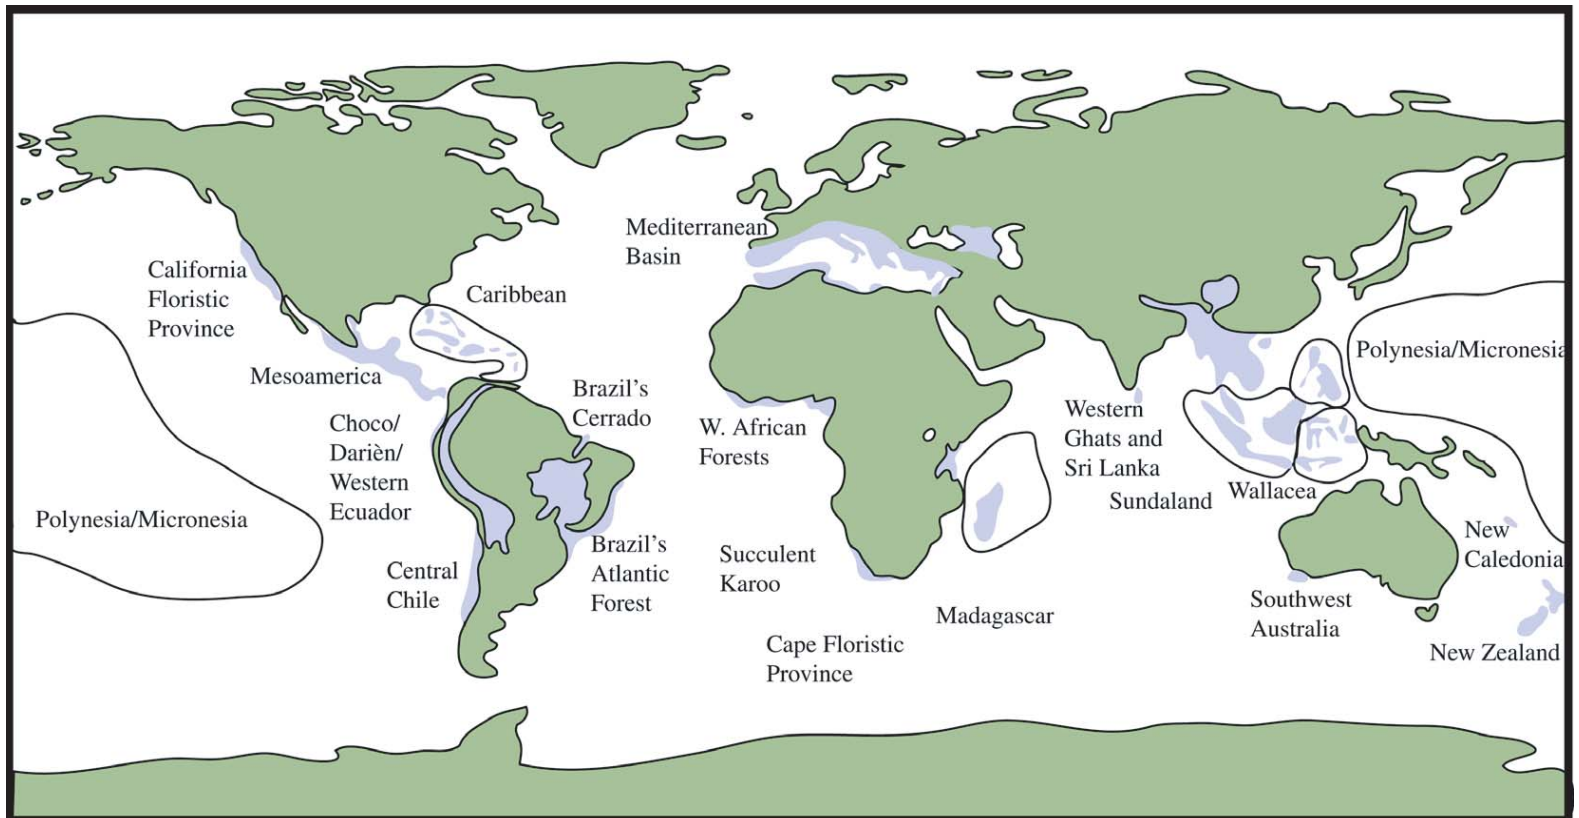 Mediterranean
Basin
California
Floristic
Province
Caribbean
Mesoamerica
Polynesia/Micronesia
Brazil's
Cerrado
Choco/
Darièn/
Western
Ecuador
W. African
Forests
Western
Ghats and
Sri Lanka
Sundaland
Wallacea
Polynesia/Micronesia
Central
Chile
Brazil's
Atlantic
Forest
Succulent
Karoo
New
Caledonia
Madagascar
Southwest
Australia
Cape Floristic
Province
New Zealand